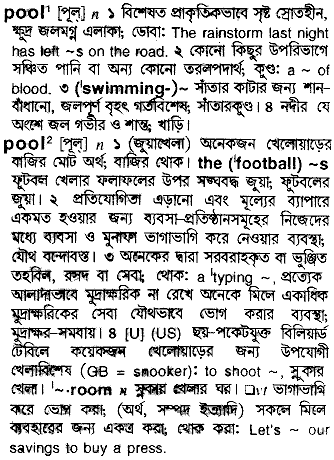 pool¹ [পূল্] n ১ বিশেষত প্রাকৃতিকভাবে সৃষ্ট স্রোতহীন,
ক্ষুদ্র জলমগ্ন এলাকা; ডোবা: The rainstorm last night
has left ~s on the road. ২ কোনো কিছুর উপরিভাগে
সঞ্চিত পানি বা অন্য কোনো তরলপদার্থ; কুণ্ড: a ~ of
blood. ৩ ('swimming-)~ সাঁতার কাটার জন্য শান-
বাঁধানো, জলপূর্ণ বৃহৎ গর্তবিশেষ; সাঁতারকুণ্ড। ৪ নদীর যে
অংশে জল গভীর ও শান্ত; খাড়ি।
pool² [পূল্] n ১ (জুয়াখেলা) অনেকজন খেলোয়াড়ের
বাজির মোট অর্থ; বাজির থোক। the ('football) ~s
ফুটবল খেলার ফলাফলের উপর সঙ্ঘবদ্ধ জুয়া; ফুটবলের
জুয়া। ২ প্রতিযোগিতা এড়ানো এবং মূল্যের ব্যাপারে
একমত হওয়ার জন্য ব্যবসা-প্রতিষ্ঠানসমূহের নিজেদের
মধ্যে ব্যবসা ও মুনাফা ভাগাভাগি করে নেওয়ার ব্যবস্থা;
যৌথ বন্দোবস্ত। ৩ অনেকের দ্বারা সরবরাহকৃত বা ভুঞ্জিত
তহবিল, রসদ বা সেবা; থোক: a 'typing ~, প্রত্যেক
আলাদাভাবে মুদ্রাক্ষরিক না রেখে অনেকে মিলে একাধিক
মুদ্রাক্ষরিকের সেবা যৌথভাবে ভোগ করার ব্যবস্থা;
মুদ্রাক্ষর-সমবায়। ৪ [U] (US) ছয়-পকেটযুক্ত বিলিয়ার্ড
টেবিলে কয়েকজন খেলোয়াড়ের জন্য উপযোগী
খেলাবিশেষ (GB = snooker): to shoot ~, স্নুকার
খেলা। '~-room n স্নুকার খেলার ঘর। □vt ভাগাভাগি
করে ভোগ করা; (অর্থ, সম্পদ ইত্যাদি) সকলে মিলে
ব্যবহারের জন্য একত্র করা; থোক করা: Let's ~ our
savings to buy a press.